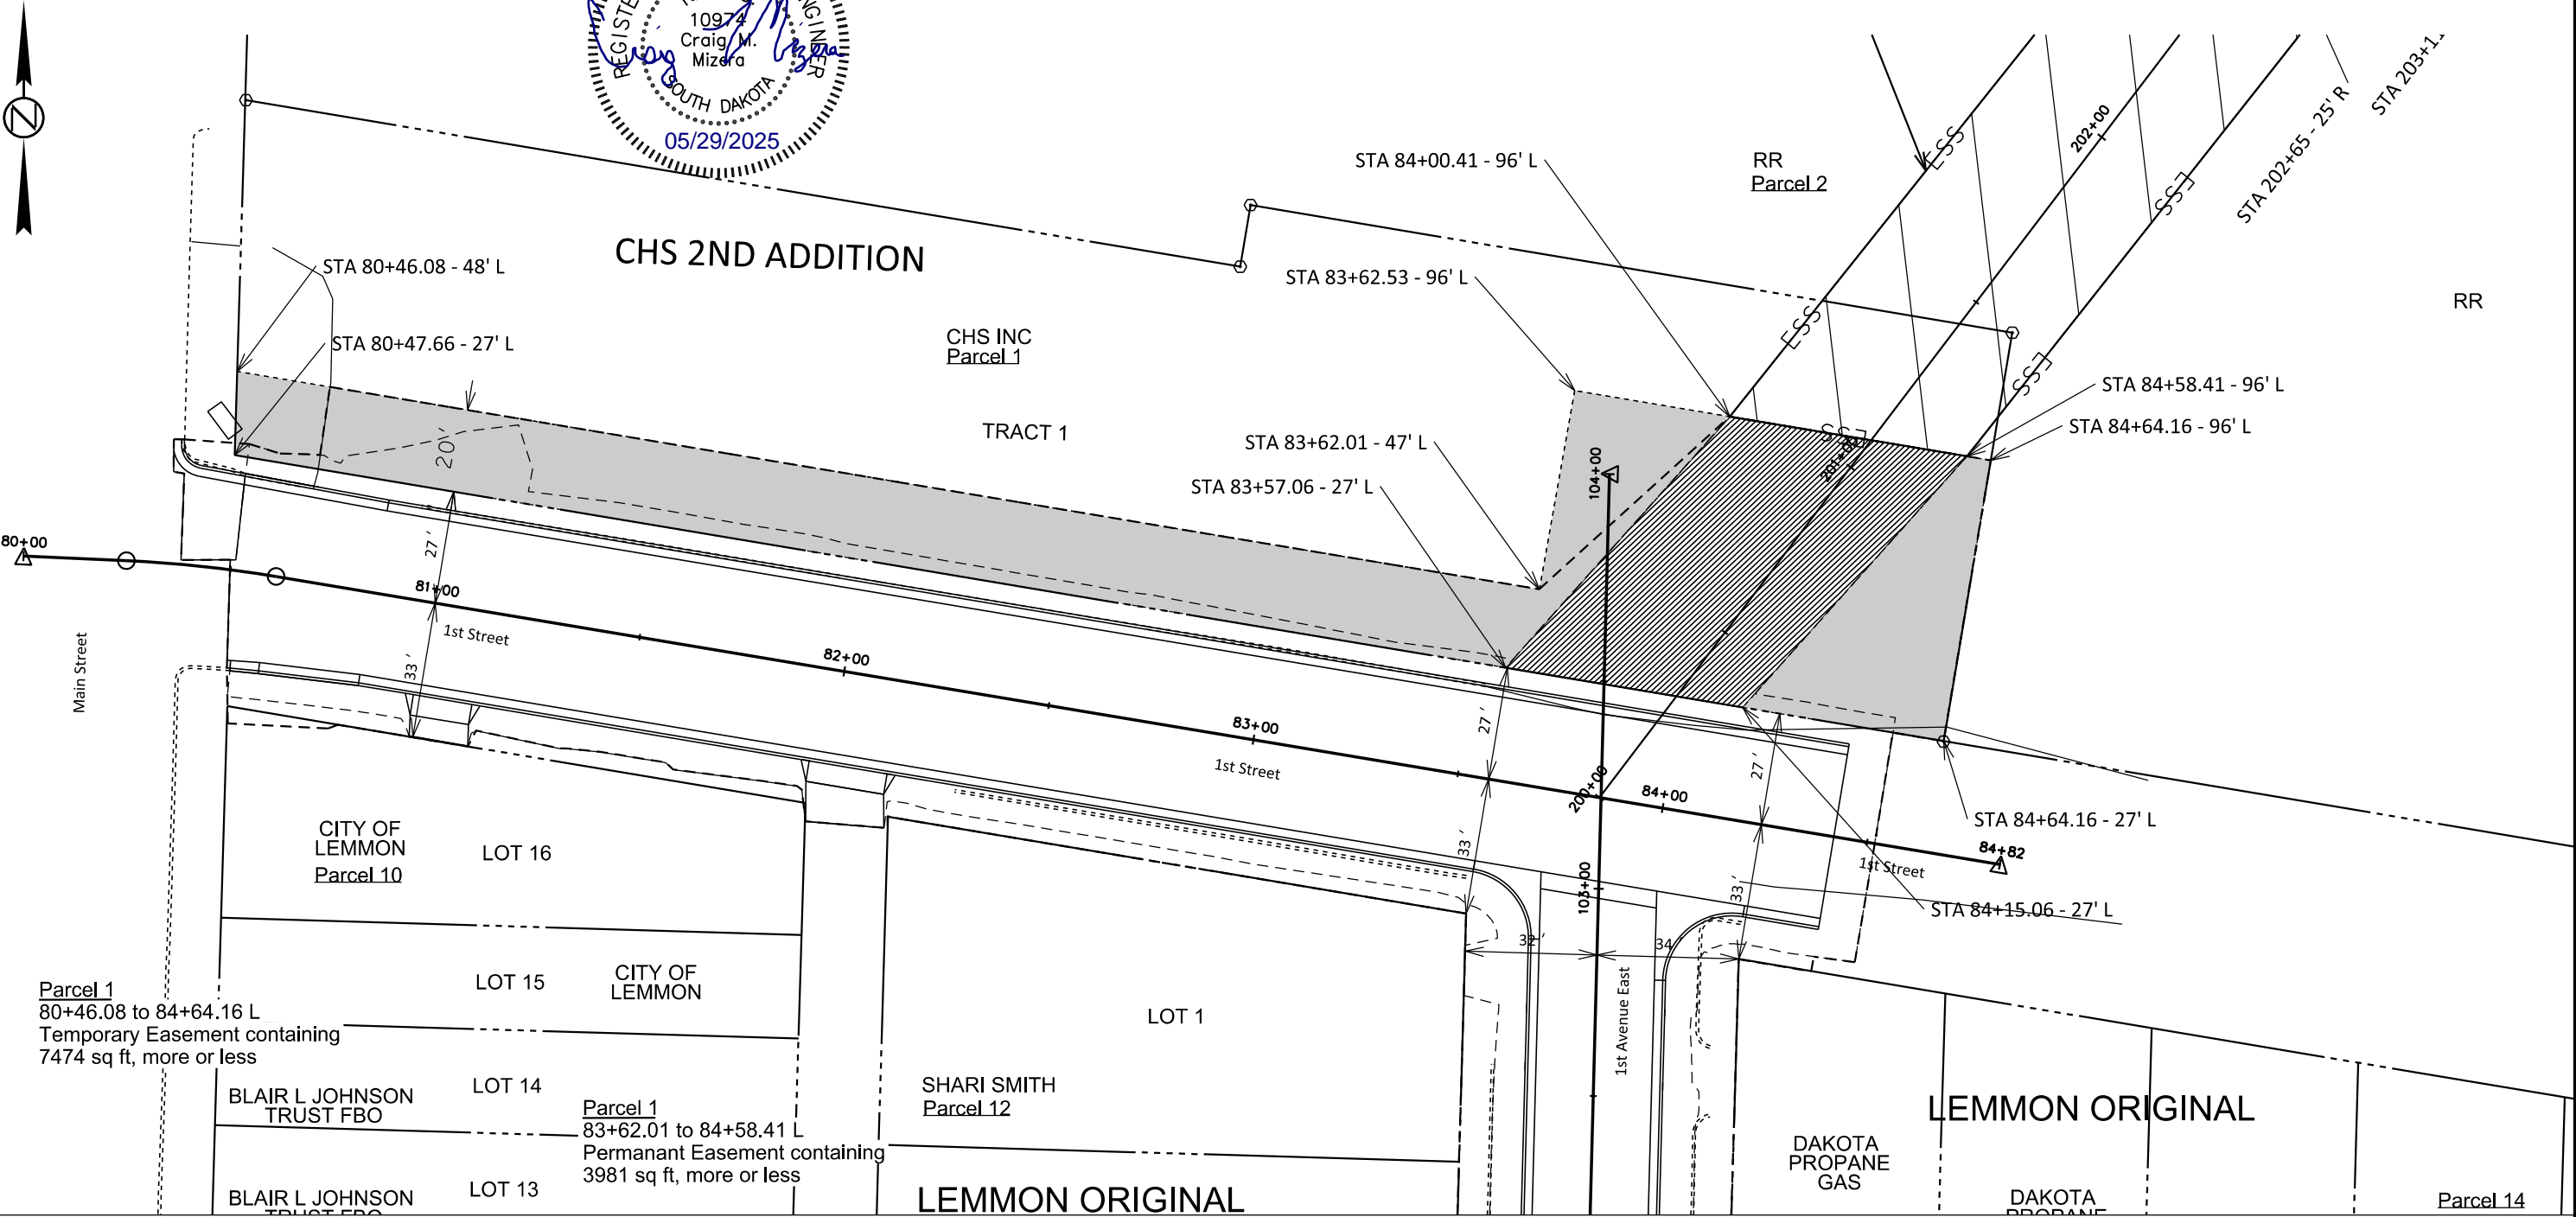 N
10974
Craig M.
Mizera
SOUTH DAKOTA
05/29/2025
STA 84+00.41 - 96' L
RR
Parcel 2
ESS
202+00
ESS
STA 202+65 - 25' R
CHS 2ND ADDITION
STA 80+46.08 - 48' L
STA 83+62.53 - 96' L
RR
STA 80+47.66 - 27' L
CHS INC
Parcel 1
ESS
ESS
STA 84+58.41 - 96' L
STA 84+64.16 - 96' L
20'
TRACT 1
STA 83+62.01 - 47' L
STA 83+57.06 - 27' L
104+00
201+00
80+00
27'
81+00
1st Street
33'
Main Street
82+00
83+00
1st Street
27'
33'
200+00
84+00
27'
33'
84+82
1st Street
STA 84+64.16 - 27' L
STA 84+15.06 - 27' L
103+00
32'
34'
1st Avenue East
CITY OF
LEMMON
Parcel 10
LOT 16
LOT 15
CITY OF
LEMMON
Parcel 1
80+46.08 to 84+64.16 L
Temporary Easement containing
7474 sq ft, more or less
LOT 14
BLAIR L JOHNSON
TRUST FBO
Parcel 1
83+62.01 to 84+58.41 L
Permanant Easement containing
3981 sq ft, more or less
LOT 13
BLAIR L JOHNSON
TRUST FBO
LOT 1
SHARI SMITH
Parcel 12
LEMMON ORIGINAL
LEMMON ORIGINAL
DAKOTA
PROPANE
GAS
DAKOTA
PROPANE
Parcel 14